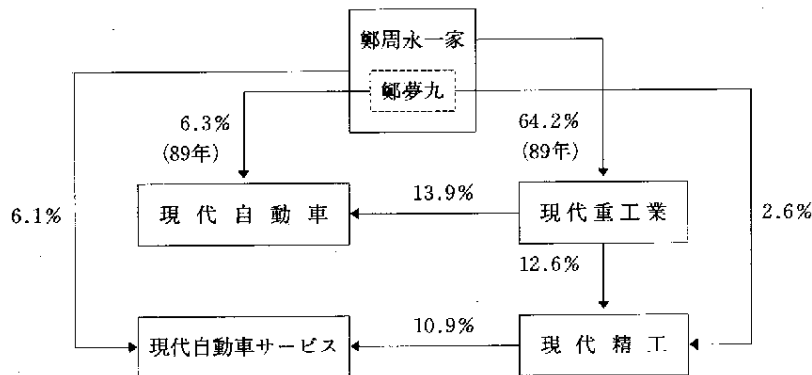 鄭周永一家
鄭夢九
6.3%
(89年)
64.2%
(89年)
6.1%
現代自動車
13.9%
現代重工業
2.6%
12.6%
現代自動車サービス
10.9%
現代精工